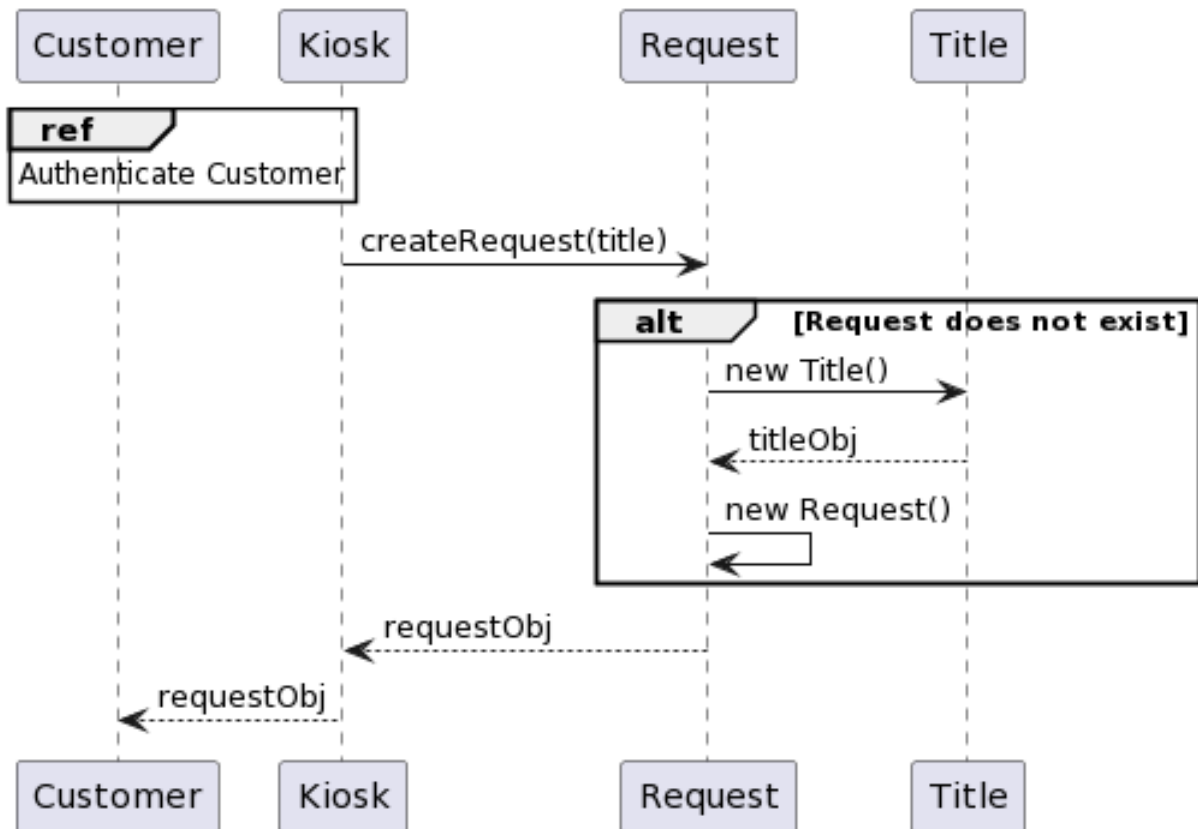 Customer Kiosk Request Title
ref
Authenticate Customer
createRequest(title)
alt [Request does not exist]
new Title()
titleObj
new Request()
requestObj
requestObj
Customer Kiosk Request Title